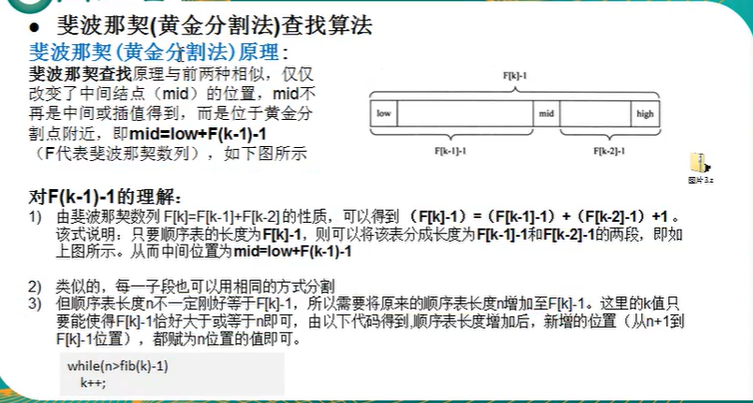 ● 斐波那契(黄金分割法)查找算法
斐波那契(黄金分割法)原理:
斐波那契查找原理与前两种相似，仅仅
改变了中间结点（mid）的位置，mid不
再是中间或插值得到，而是位于黄金分
割点附近，即mid=low+F(k-1)-1
（F代表斐波那契数列），如下图所示
F[k]-1
low mid high
F[k-1]-1 F[k-2]-1
图片3.z
对F(k-1)-1的理解：
1) 由斐波那契数列 F[k]=F[k-1]+F[k-2] 的性质，可以得到 （F[k]-1）=（F[k-1]-1）+（F[k-2]-1）+1 。
该式说明：只要顺序表的长度为F[k]-1，则可以将该表分成长度为F[k-1]-1和F[k-2]-1的两段，即如
上图所示。从而中间位置为mid=low+F(k-1)-1
2) 类似的，每一子段也可以用相同的方式分割
3) 但顺序表长度n不一定刚好等于F[k]-1，所以需要将原来的顺序表长度n增加至F[k]-1。这里的k值只
要能使得F[k]-1恰好大于或等于n即可，由以下代码得到,顺序表长度增加后，新增的位置（从n+1到
F[k]-1位置），都赋为n位置的值即可。
while(n>fib(k)-1)
k++;